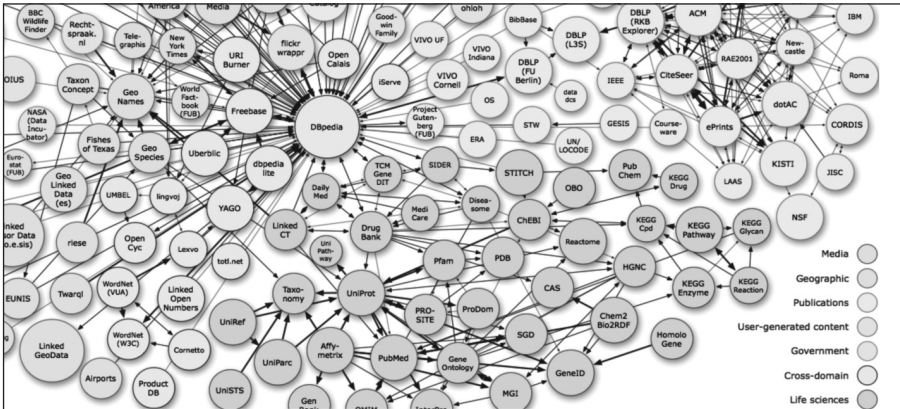 BBC
Wildlife
Finder
Recht-
spraak.
nl
Tele-
graphis
New
York
Times
America
Media
URI
Burner
flickr
wrappr
Open
Calais
Good-
win
Family
ohloh
VIVO UF
VIVO
Indiana
VIVO
Cornell
BibBase
DBLP
(L3S)
DBLP
(FU
Berlin)
data
dcs
DBLP
(RKB
Explorer)
ACM
IBM
New-
castle
RAE2001
CiteSeer
IEEE
Roma
dotAC
CORDIS
ePrints
Course-
ware
GESIS
UN/
LOCODE
STW
ERA
OS
iServe
Project
Guten-
berg
(FUB)
DBpedia
Freebase
World
Fact-
book
(FUB)
Geo
Names
Taxon
Concept
NASA
(Data
Incu-
bator)
Fishes
of Texas
Geo
Species
Uberblic
dbpedia
lite
Euro-
stat
(FUB)
Geo
Linked
Data
(es)
UMBEL
lingvoj
YAGO
Daily
Med
TCM
Gene
DIT
SIDER
STITCH
OBO
Pub
Chem
KEGG
Drug
LAAS
KISTI
JISC
NSF
Linked
CT
Drug
Bank
Medi
Care
Disea-
some
ChEBI
KEGG
Cpd
KEGG
Pathway
KEGG
Glycan
riese
Open
Cyc
Lexvo
totl.net
Uni
Path-
way
Pfam
PDB
Reactome
HGNC
KEGG
Enzyme
KEGG
Reaction
EUNIS
Twarql
WordNet
(VUA)
Linked
Open
Numbers
Taxo-
nomy
UniProt
PRO-
SITE
ProDom
CAS
Chem2
Bio2RDF
Homolo
Gene
UniRef
SGD
Linked
GeoData
WordNet
(W3C)
Cornetto
UniParc
Affy-
metrix
PubMed
Gene
Ontology
GeneID
Airports
Product
DB
UniSTS
Gen
MGI
Media
Geographic
Publications
User-generated content
Government
Cross-domain
Life sciences